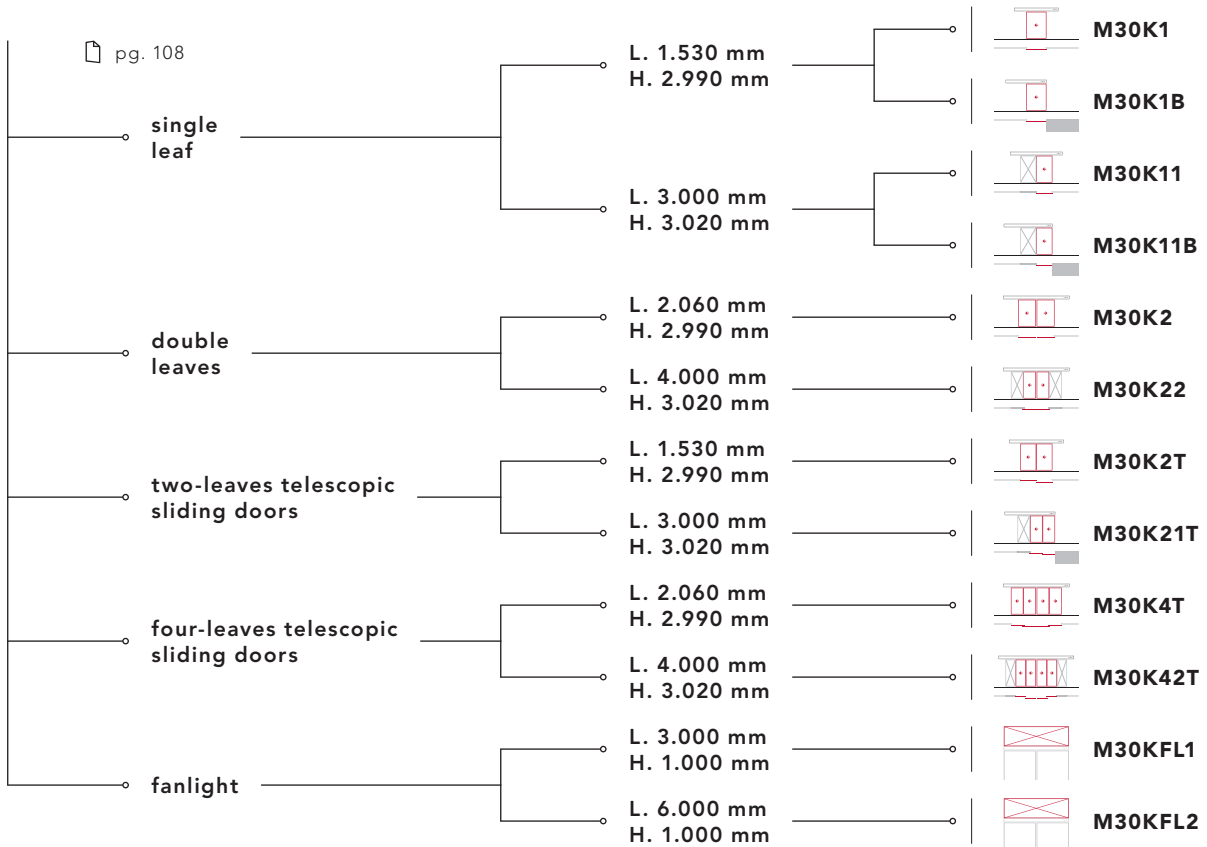 pg. 108
single
leaf
L. 1.530 mm
H. 2.990 mm
M30K1
M30K1B
L. 3.000 mm
H. 3.020 mm
M30K11
M30K11B
double
leaves
L. 2.060 mm
H. 2.990 mm
M30K2
L. 4.000 mm
H. 3.020 mm
M30K22
two-leaves telescopic
sliding doors
L. 1.530 mm
H. 2.990 mm
M30K2T
L. 3.000 mm
H. 3.020 mm
M30K21T
four-leaves telescopic
sliding doors
L. 2.060 mm
H. 2.990 mm
M30K4T
L. 4.000 mm
H. 3.020 mm
M30K42T
fanlight
L. 3.000 mm
H. 1.000 mm
M30KFL1
L. 6.000 mm
H. 1.000 mm
M30KFL2